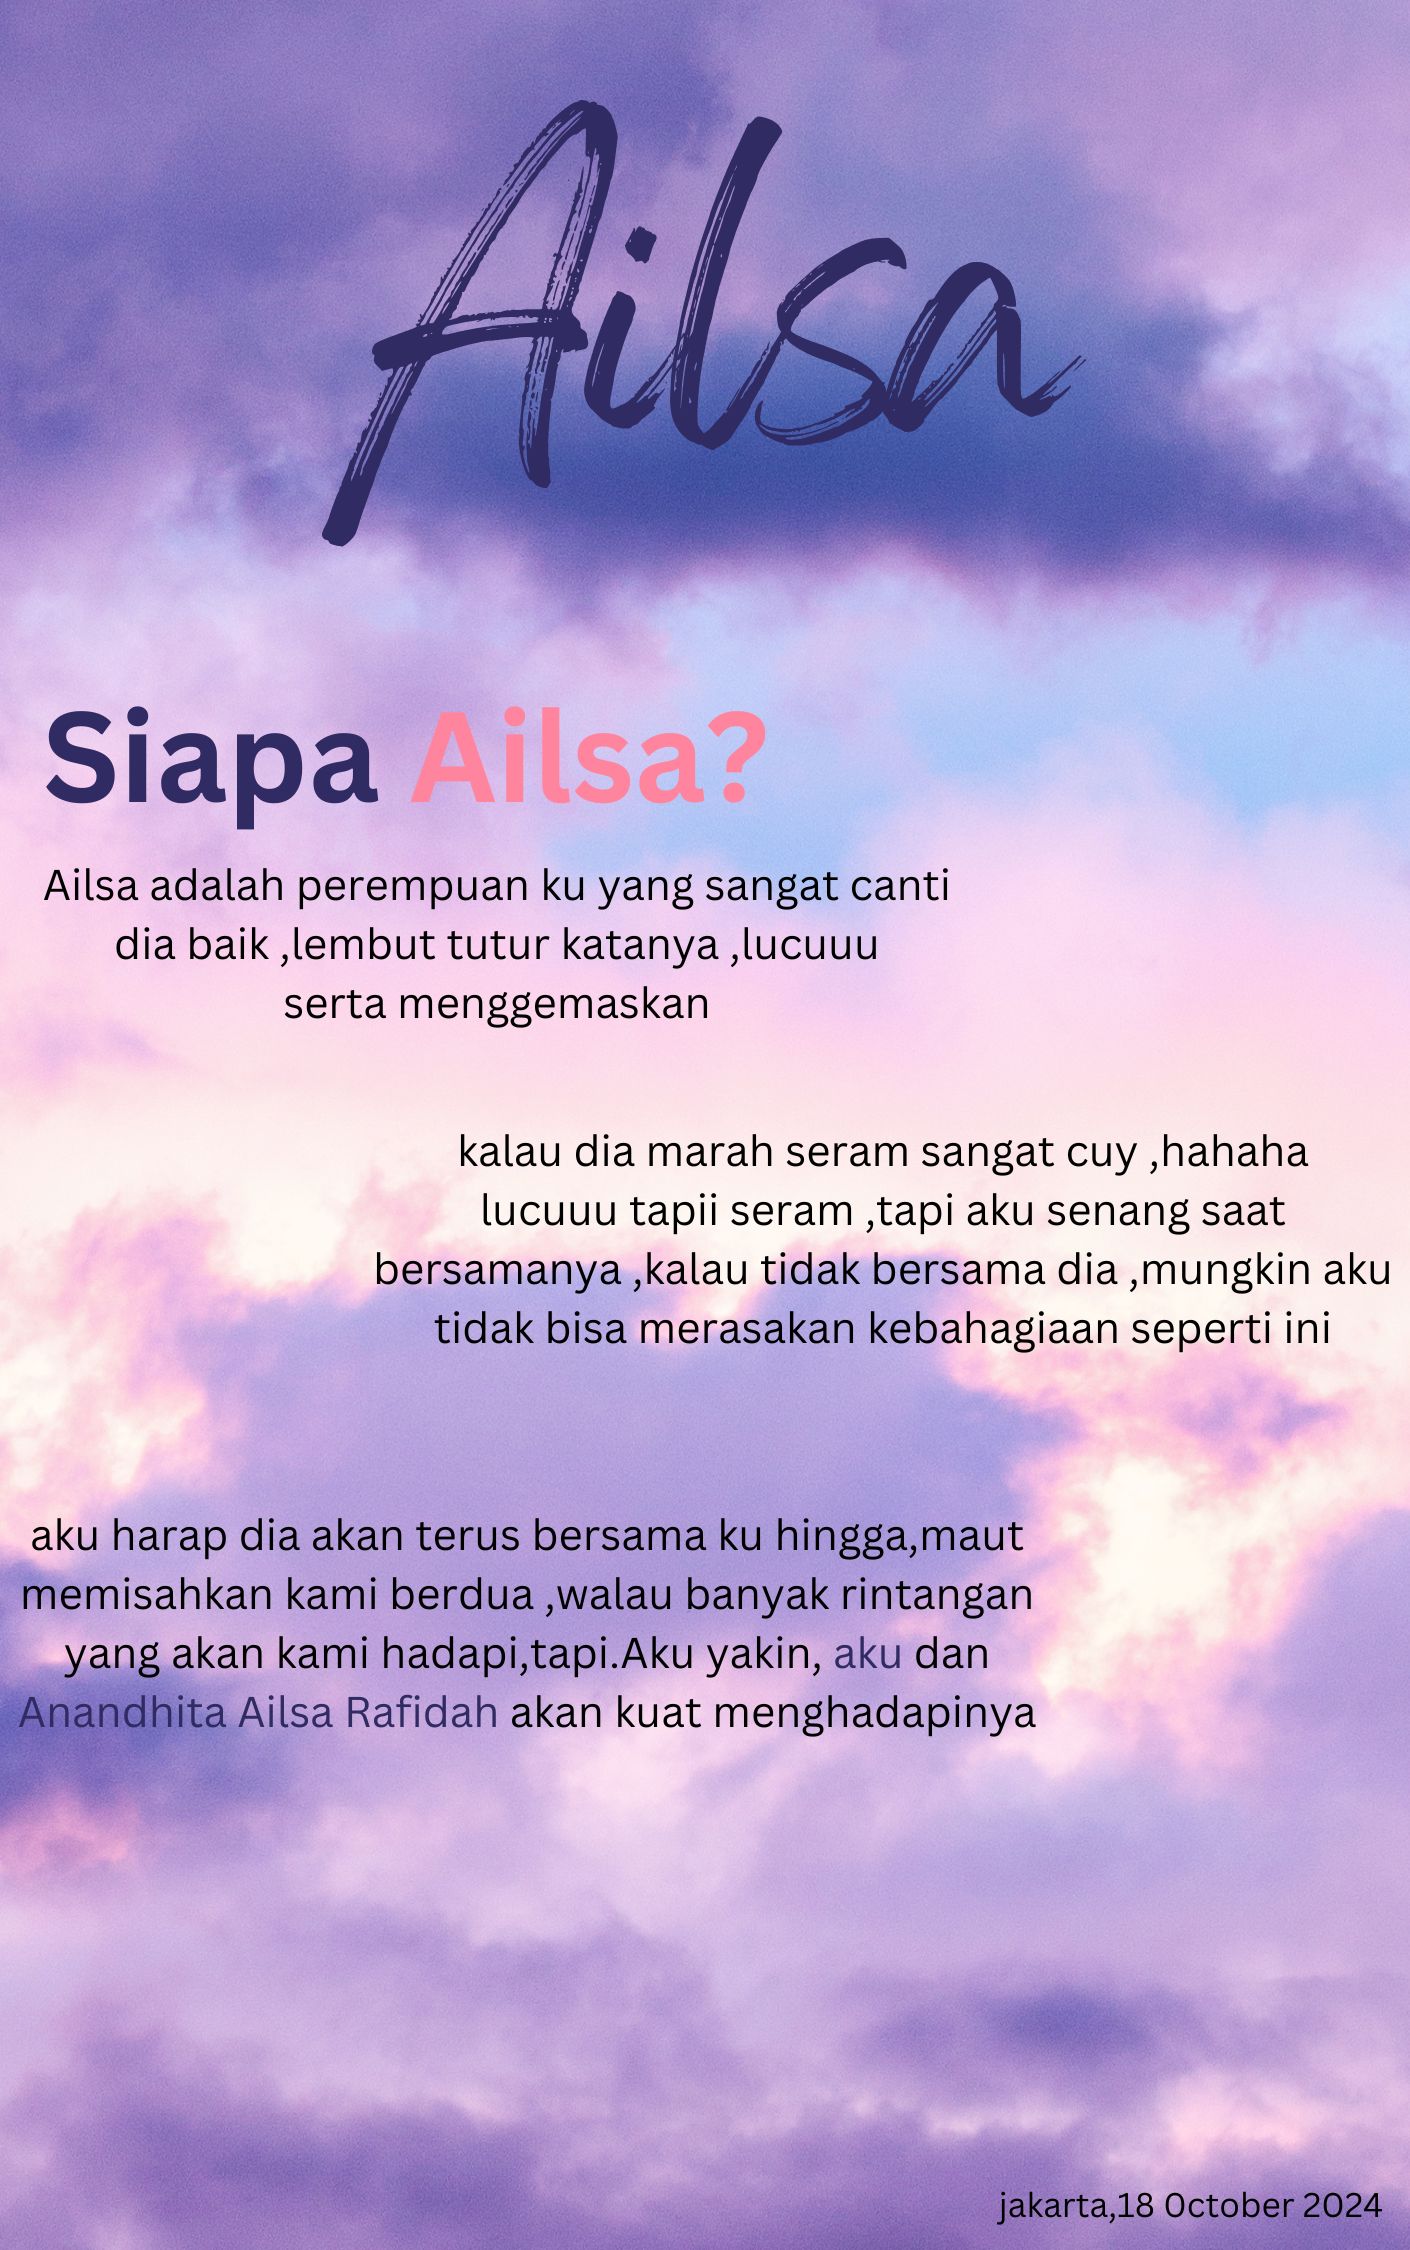 Ailsa
Siapa Ailsa?
Ailsa adalah perempuan ku yang sangat canti
dia baik ,lembut tutur katanya ,lucuuu
serta menggemaskan
kalau dia marah seram sangat cuy ,hahaha
lucuuu tapii seram ,tapi aku senang saat
bersamanya ,kalau tidak bersama dia ,mungkin aku
tidak bisa merasakan kebahagiaan seperti ini
aku harap dia akan terus bersama ku hingga,maut
memisahkan kami berdua ,walau banyak rintangan
yang akan kami hadapi,tapi.Aku yakin, aku dan
Anandhita Ailsa Rafidah akan kuat menghadapinya
jakarta,18 October 2024